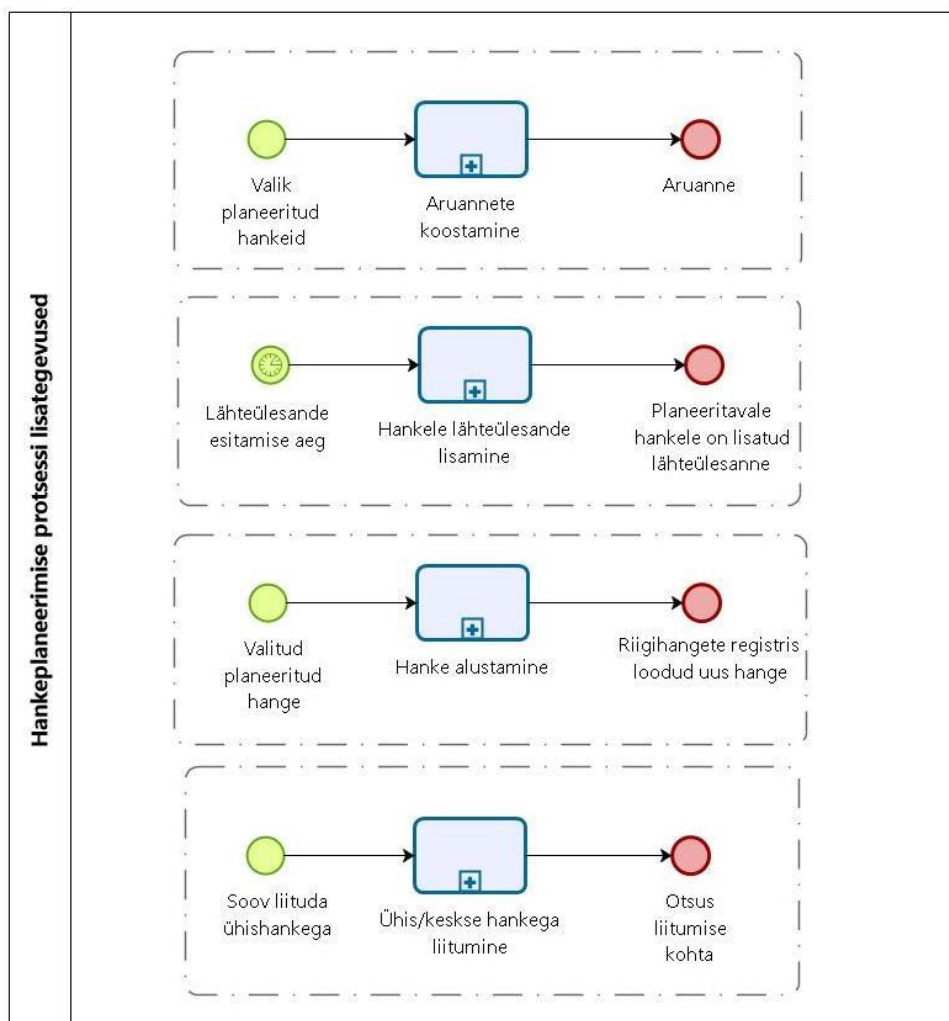 Hankeplaneerimise protsessi lisategevused
Valik
planeeritud
hankeid
Aruannete
koostamine
Aruanne
Lähteülesande
esitamise aeg
Hankele lähteülesande
lisamine
Planeeritavale
hankele on lisatud
lähteülesanne
Valitud
planeeritud
hange
Hanke alustamine
Riigihangete registris
loodud uus hange
Soov liituda
ühishankega
Ühis/keskse hankega
liitumine
Otsus
liitumise
kohta